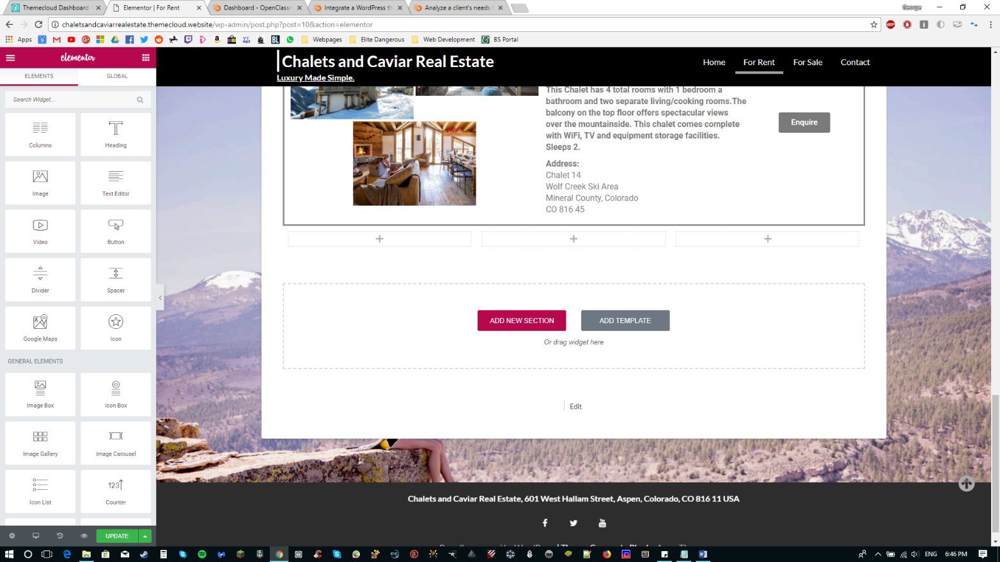 Themecloud Dashboard
Elementor | For Rent
Dashboard - OpenClassr
Integrate a WordPress th
Analyze a client's needs f
George
chaletsandcaviarrealestate.themecloud.website/wp-admin/post.php?post=10&action=elementor
Apps
Webpages
Elite Dangerous
Web Development
BS Portal
elementor
ELEMENTS
GLOBAL
Search Widget...
Columns
Heading
Image
Text Editor
Video
Button
Divider
Spacer
Google Maps
Icon
GENERAL ELEMENTS
Image Box
Icon Box
Image Gallery
Image Carousel
Icon List
Counter
UPDATE
Chalets and Caviar Real Estate
Luxury Made Simple.
Home
For Rent
For Sale
Contact
This Chalet has 4 total rooms with 1 bedroom a
bathroom and two separate living/cooking rooms.The
balcony on the top floor offers spectacular views
over the mountainside. This chalet comes complete
with WiFi, TV and equipment storage facilities.
Sleeps 2.
Address:
Chalet 14
Wolf Creek Ski Area
Mineral County, Colorado
CO 816 45
Enquire
ADD NEW SECTION
ADD TEMPLATE
Or drag widget here
Edit
Chalets and Caviar Real Estate, 601 West Hallam Street, Aspen, Colorado, CO 816 11 USA
ENG
6:46 PM